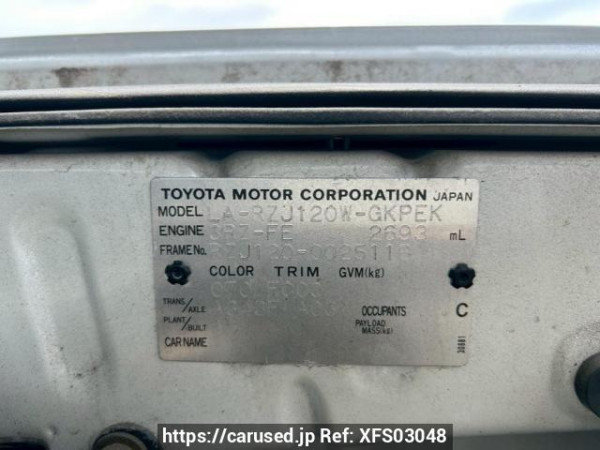 TOYOTA MOTOR CORPORATION JAPAN
MODEL LA-RZJ120W-GKPEK
ENGINE 3RZ-FE 2693 mL
FRAME No.
COLOR TRIM GVM(kg)
TRANS/AXLE OCCUPANTS C
PLANT/BUILT PAYLOAD MASS(kg)
CAR NAME
https://carused.jp Ref: XFS03048